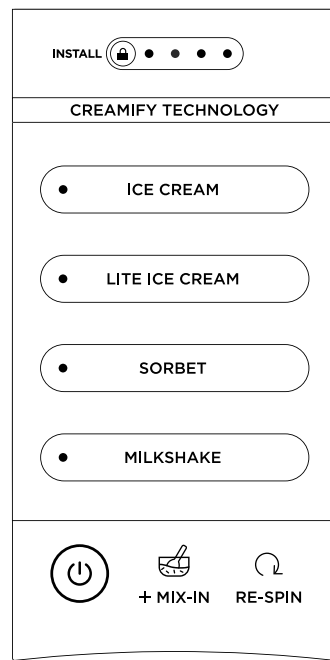 INSTALL
CREAMIFY TECHNOLOGY
ICE CREAM
LITE ICE CREAM
SORBET
MILKSHAKE
+ MIX-IN RE-SPIN